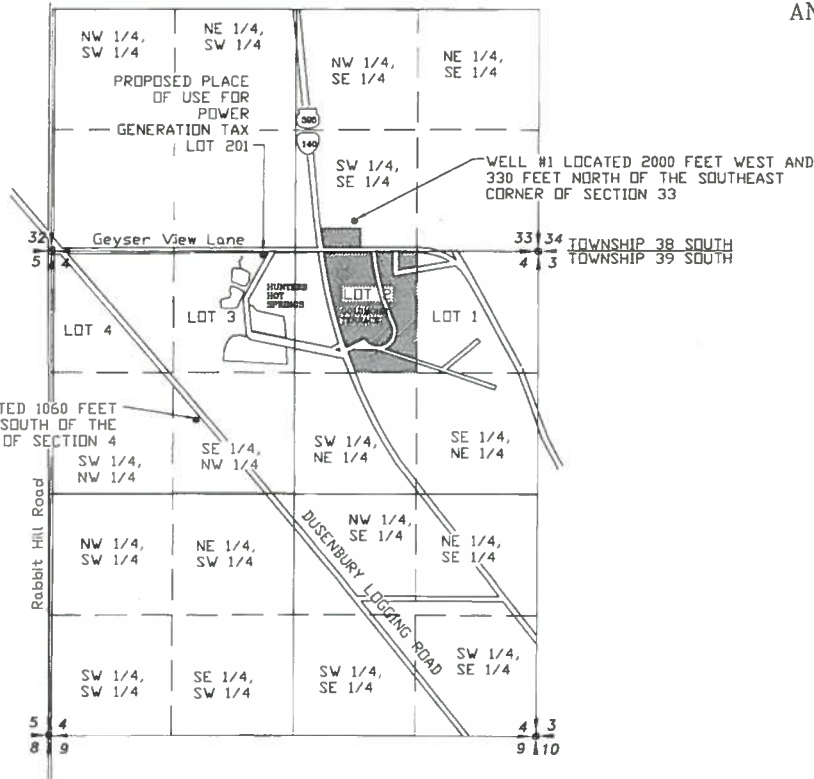 AN
NW 1/4,
SW 1/4
NE 1/4,
SW 1/4
NW 1/4,
SE 1/4
NE 1/4,
SE 1/4
PROPOSED PLACE
OF USE FOR
POWER
GENERATION TAX
LOT 201
395
140
SW 1/4,
SE 1/4
WELL #1 LOCATED 2000 FEET WEST AND
330 FEET NORTH OF THE SOUTHEAST
CORNER OF SECTION 33
32
5
4
Geyser View Lane
33 34
4 3
TOWNSHIP 38 SOUTH
TOWNSHIP 39 SOUTH
HUNTERS
HOT
SPRINGS
LOT 2
TERRACE
LOT 4
LOT 3
LOT 1
TED 1060 FEET
SOUTH OF THE
OF SECTION 4
SW 1/4,
NW 1/4
SE 1/4,
NW 1/4
SW 1/4,
NE 1/4
SE 1/4,
NE 1/4
Rabbit Hill Road
NW 1/4,
SW 1/4
NE 1/4,
SW 1/4
DUSENBURY LOGGING ROAD
NW 1/4,
SE 1/4
NE 1/4,
SE 1/4
SW 1/4,
SW 1/4
SE 1/4,
SW 1/4
SW 1/4,
SE 1/4
SW 1/4,
SE 1/4
5 4
8 9
4 3
9 10